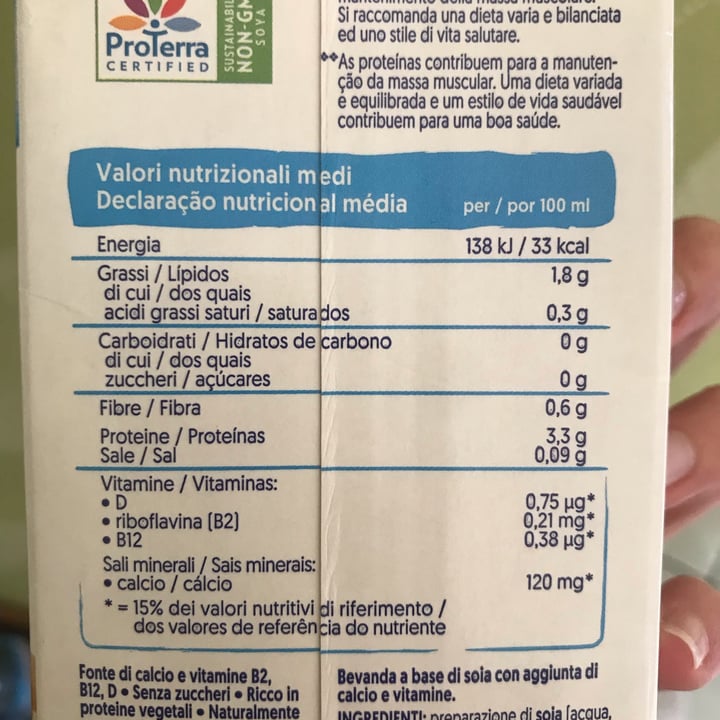 ProTerra
CERTIFIED
SUSTAINABIL
NON-GM
SOYA
Si raccomanda una dieta varia e bilanciata
ed uno stile di vita salutare.
**As proteínas contribuem para a manuten-
ção da massa muscular. Uma dieta variada
e equilibrada e um estilo de vida saudável
contribuem para uma boa saúde.
Valori nutrizionali medi
Declaração nutricional média per / por 100 ml
Energia 138 kJ / 33 kcal
Grassi / Lípidos 1,8 g
di cui / dos quais
acidi grassi saturi / saturados 0,3 g
Carboidrati / Hidratos de carbono 0 g
di cui / dos quais
zuccheri / açúcares 0 g
Fibre / Fibra 0,6 g
Proteine / Proteínas 3,3 g
Sale / Sal 0,09 g
Vitamine / Vitaminas:
• D 0,75 µg*
• riboflavina (B2) 0,21 mg*
• B12 0,38 µg*
Sali minerali / Sais minerais:
• calcio / cálcio 120 mg*
* = 15% dei valori nutritivi di riferimento /
dos valores de referência do nutriente
Fonte di calcio e vitamine B2,
B12, D • Senza zuccheri • Ricco in
proteine vegetali • Naturalmente
Bevanda a base di soia con aggiunta di
calcio e vitamine.
INGREDIENTI: preparazione di soia (acqua,